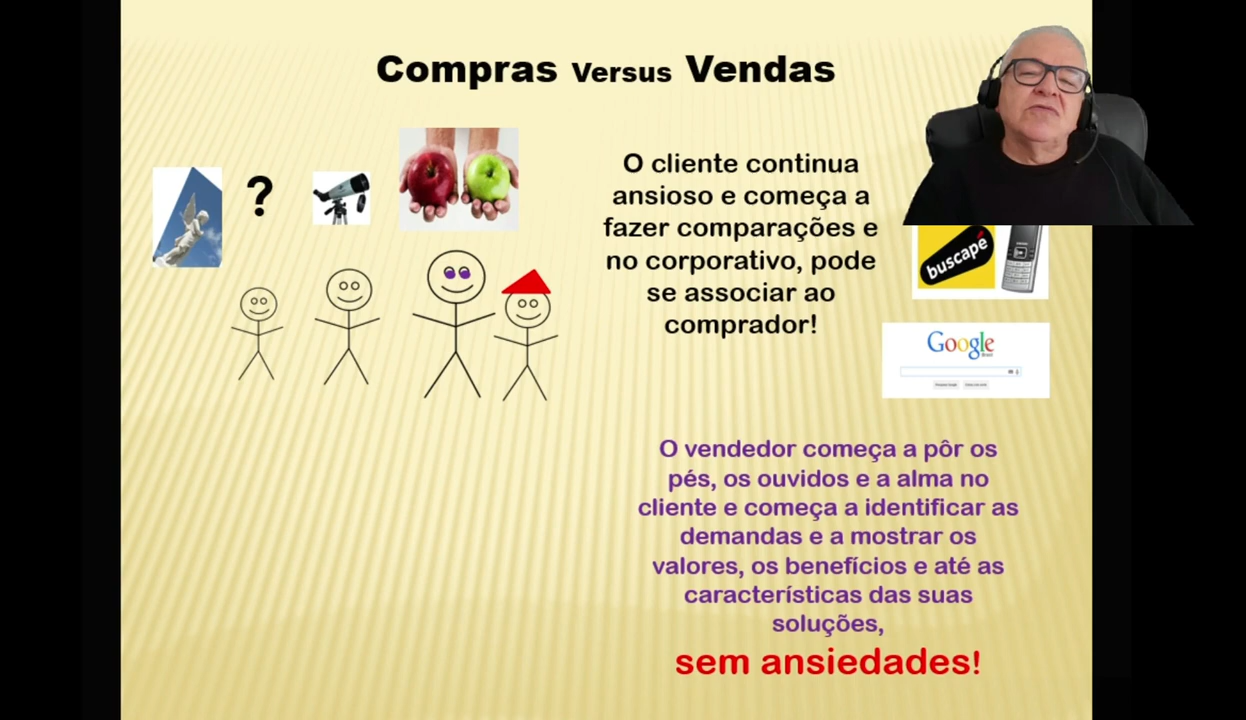 Compras Versus Vendas
?
O cliente continua
ansioso e começa a
fazer comparações e
no corporativo, pode
se associar ao
comprador!
buscapé
Google
Brasil
O vendedor começa a pôr os
pés, os ouvidos e a alma no
cliente e começa a identificar as
demandas e a mostrar os
valores, os benefícios e até as
características das suas
soluções,
sem ansiedades!